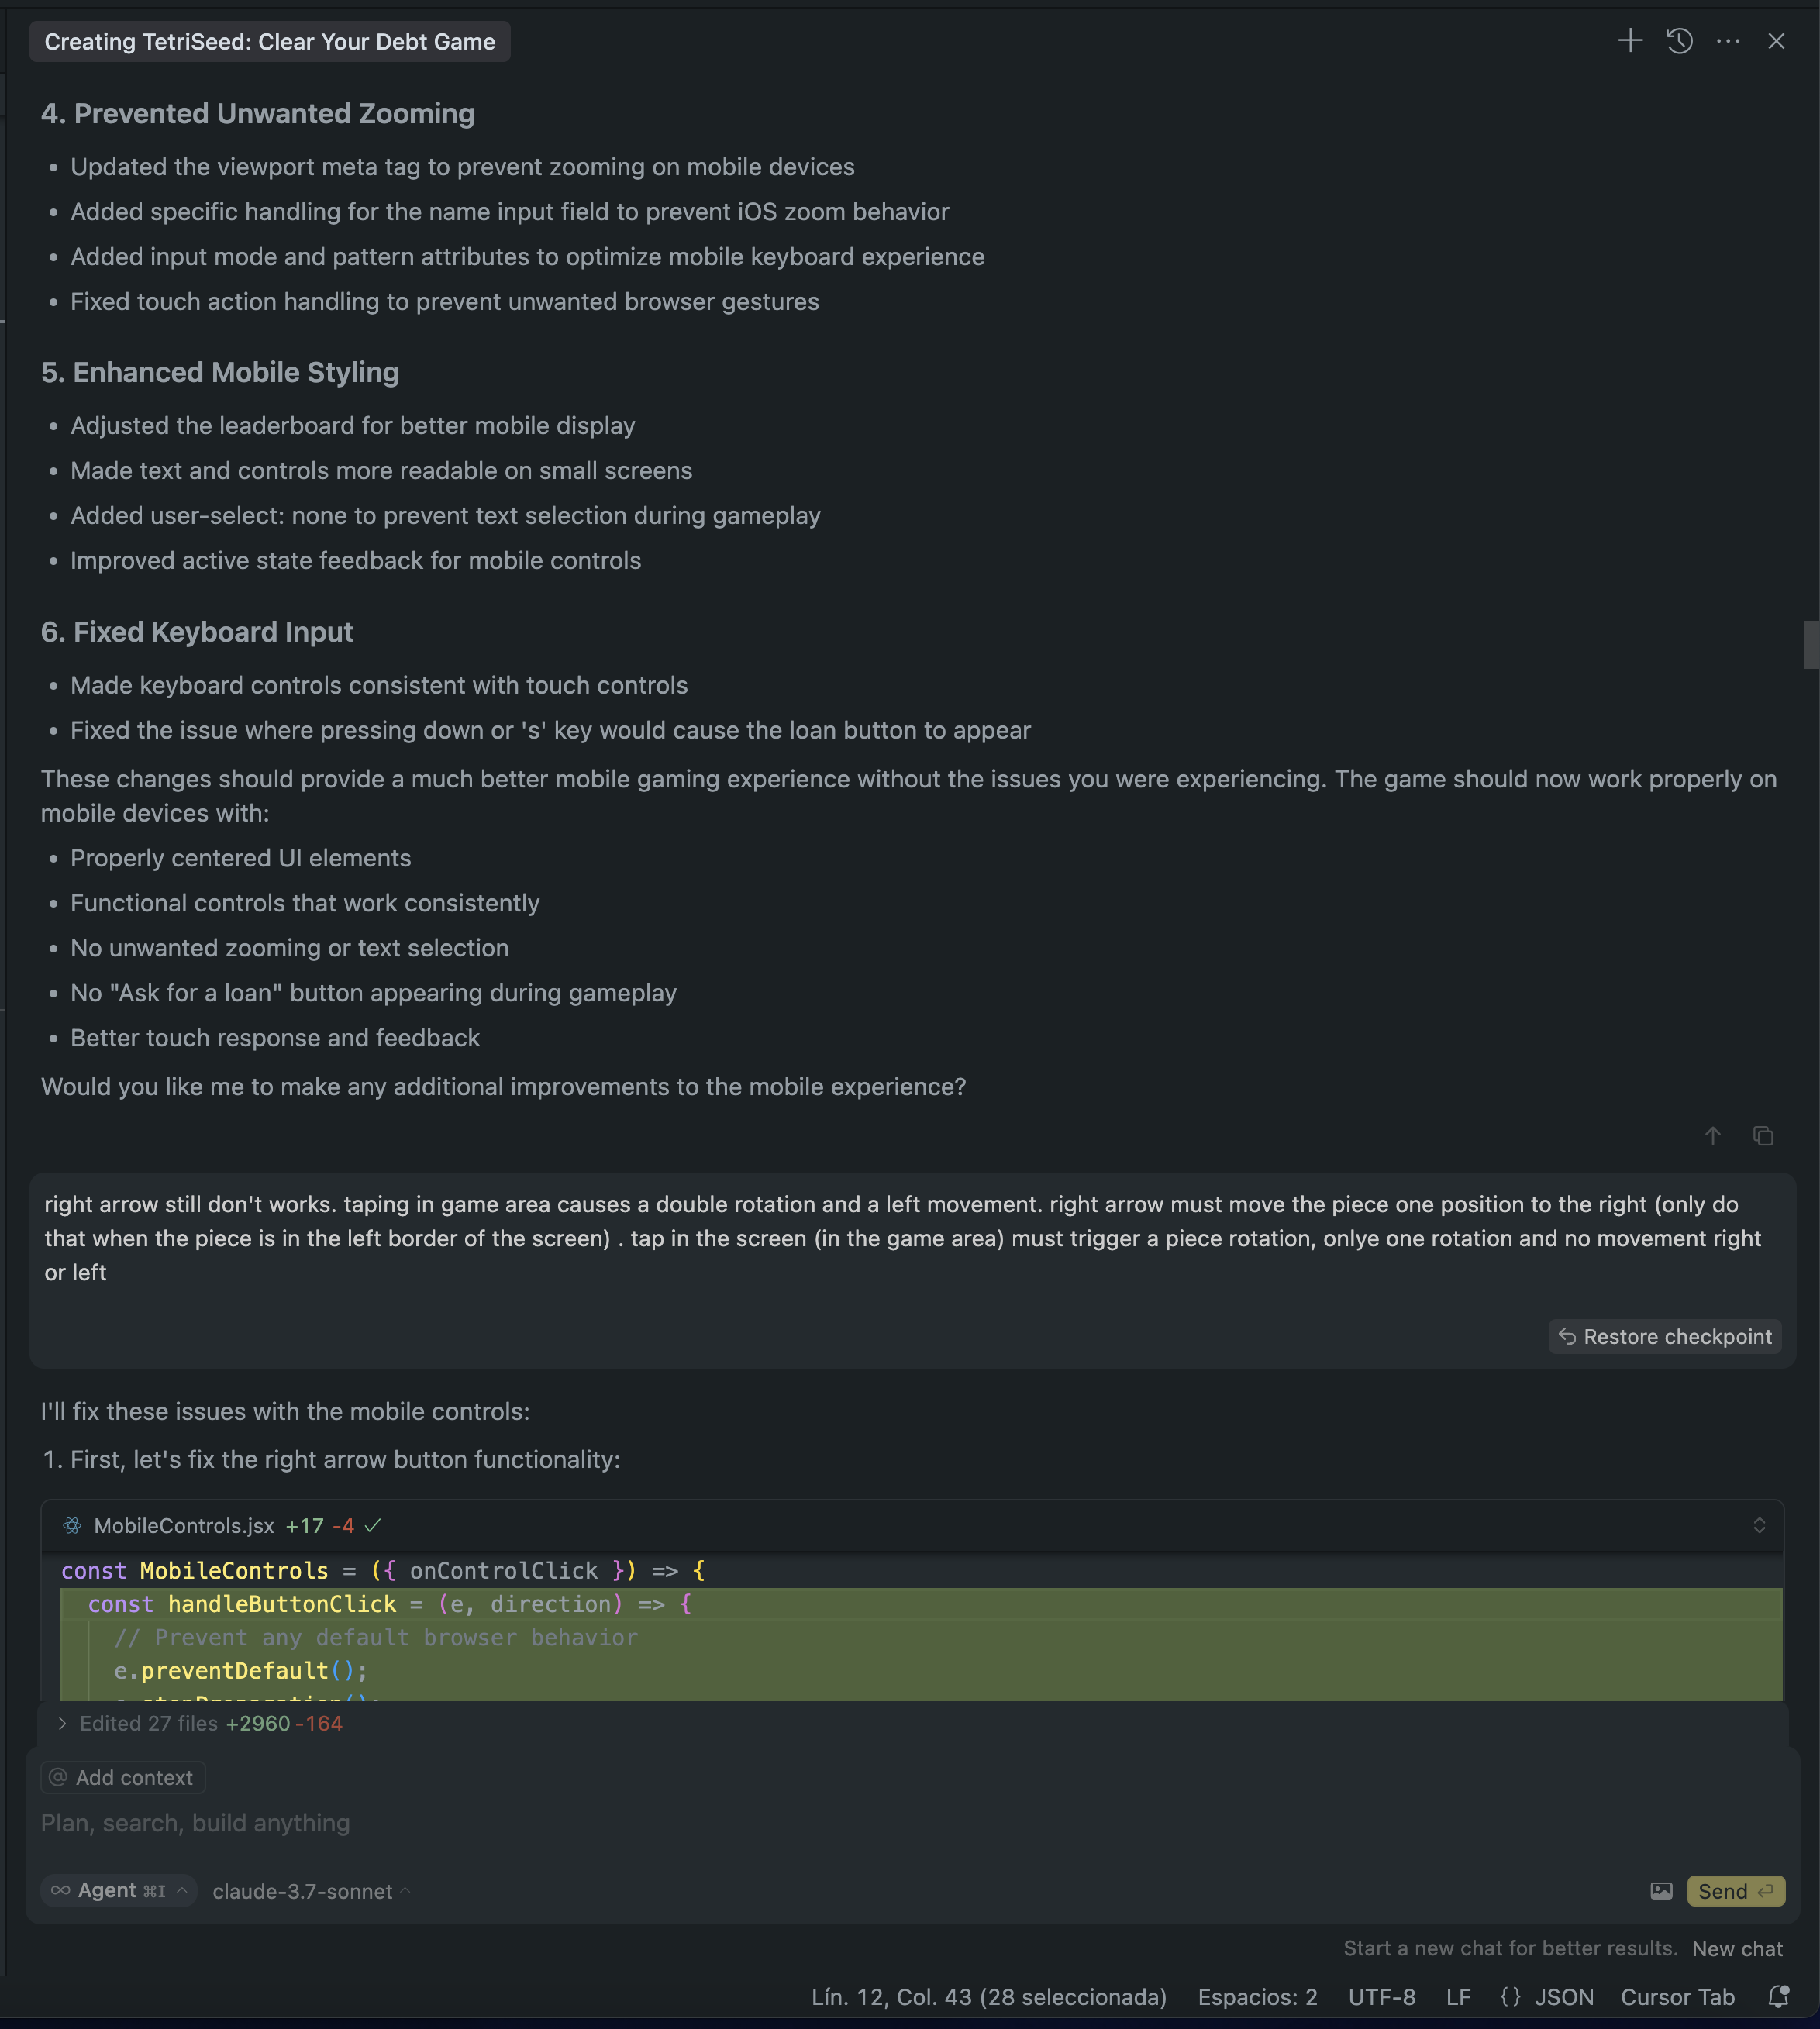 Creating TetriSeed: Clear Your Debt Game
4. Prevented Unwanted Zooming
• Updated the viewport meta tag to prevent zooming on mobile devices
• Added specific handling for the name input field to prevent iOS zoom behavior
• Added input mode and pattern attributes to optimize mobile keyboard experience
• Fixed touch action handling to prevent unwanted browser gestures
5. Enhanced Mobile Styling
• Adjusted the leaderboard for better mobile display
• Made text and controls more readable on small screens
• Added user-select: none to prevent text selection during gameplay
• Improved active state feedback for mobile controls
6. Fixed Keyboard Input
• Made keyboard controls consistent with touch controls
• Fixed the issue where pressing down or 's' key would cause the loan button to appear
These changes should provide a much better mobile gaming experience without the issues you were experiencing. The game should now work properly on
mobile devices with:
• Properly centered UI elements
• Functional controls that work consistently
• No unwanted zooming or text selection
• No "Ask for a loan" button appearing during gameplay
• Better touch response and feedback
Would you like me to make any additional improvements to the mobile experience?
right arrow still don't works. taping in game area causes a double rotation and a left movement. right arrow must move the piece one position to the right (only do
that when the piece is in the left border of the screen) . tap in the screen (in the game area) must trigger a piece rotation, onlye one rotation and no movement right
or left
Restore checkpoint
I'll fix these issues with the mobile controls:
1. First, let's fix the right arrow button functionality:
MobileControls.jsx +17 -4
const MobileControls = ({ onControlClick }) => {
const handleButtonClick = (e, direction) => {
// Prevent any default browser behavior
e.preventDefault();
e.stopPropagation();
> Edited 27 files +2960 -164
@ Add context
Plan, search, build anything
Agent ⌘I claude-3.7-sonnet
Send
Start a new chat for better results. New chat
Lín. 12, Col. 43 (28 seleccionada) Espacios: 2 UTF-8 LF {} JSON Cursor Tab